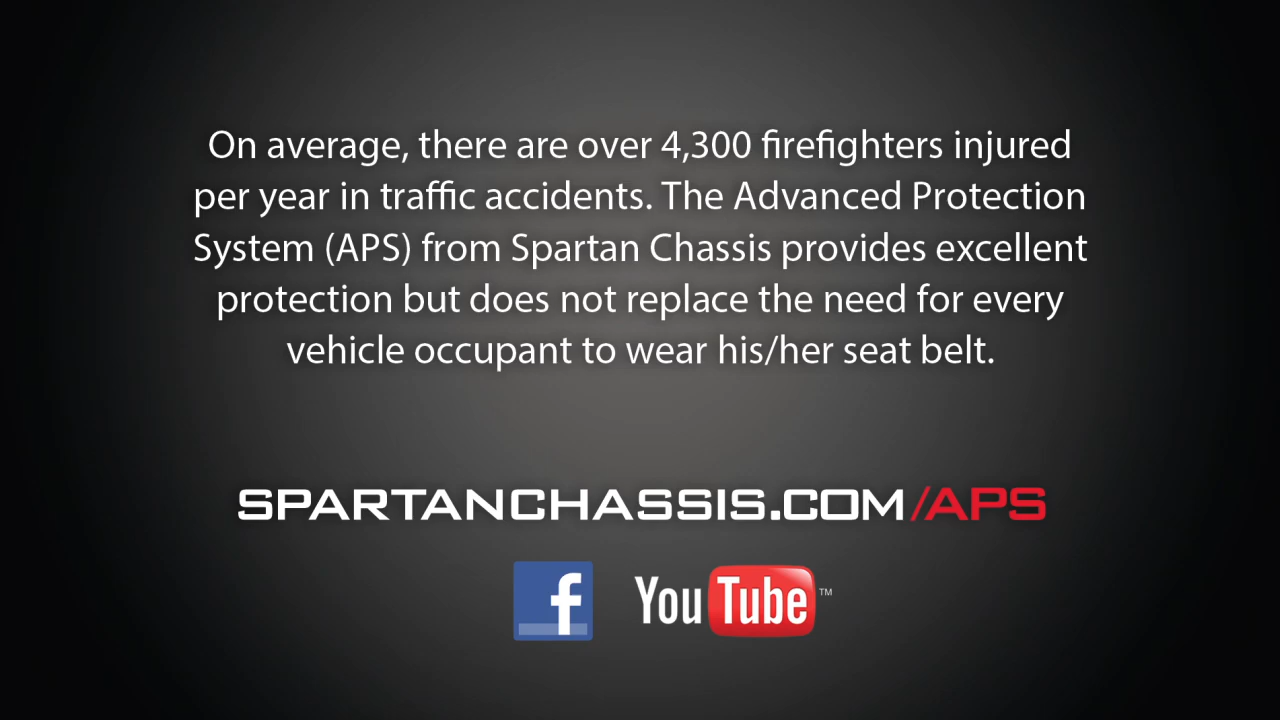 On average, there are over 4,300 firefighters injured
per year in traffic accidents. The Advanced Protection
System (APS) from Spartan Chassis provides excellent
protection but does not replace the need for every
vehicle occupant to wear his/her seat belt.
SPARTANCHASSIS.COM/APS
f YouTube™